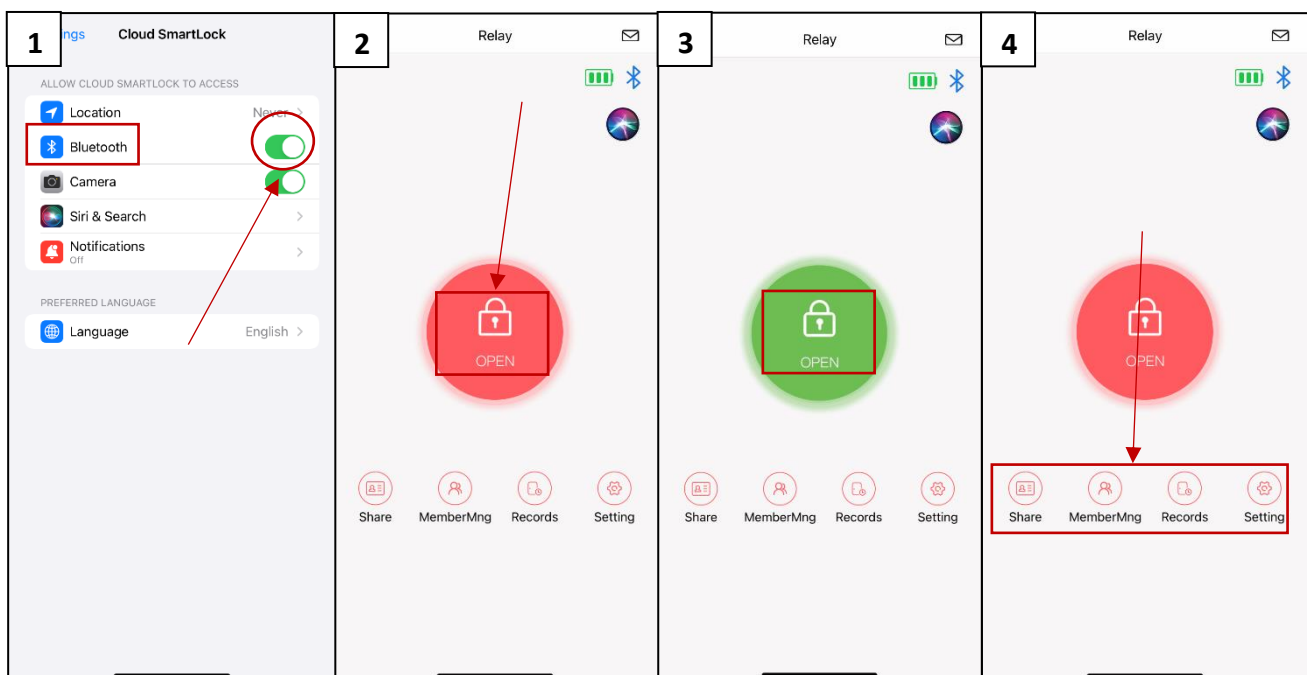 1
ngs Cloud SmartLock
ALLOW CLOUD SMARTLOCK TO ACCESS
Location Never
Bluetooth
Camera
Siri & Search
Notifications
Off
PREFERRED LANGUAGE
Language English
2
Relay
OPEN
Share MemberMng Records Setting
3
Relay
OPEN
Share MemberMng Records Setting
4
Relay
OPEN
Share MemberMng Records Setting